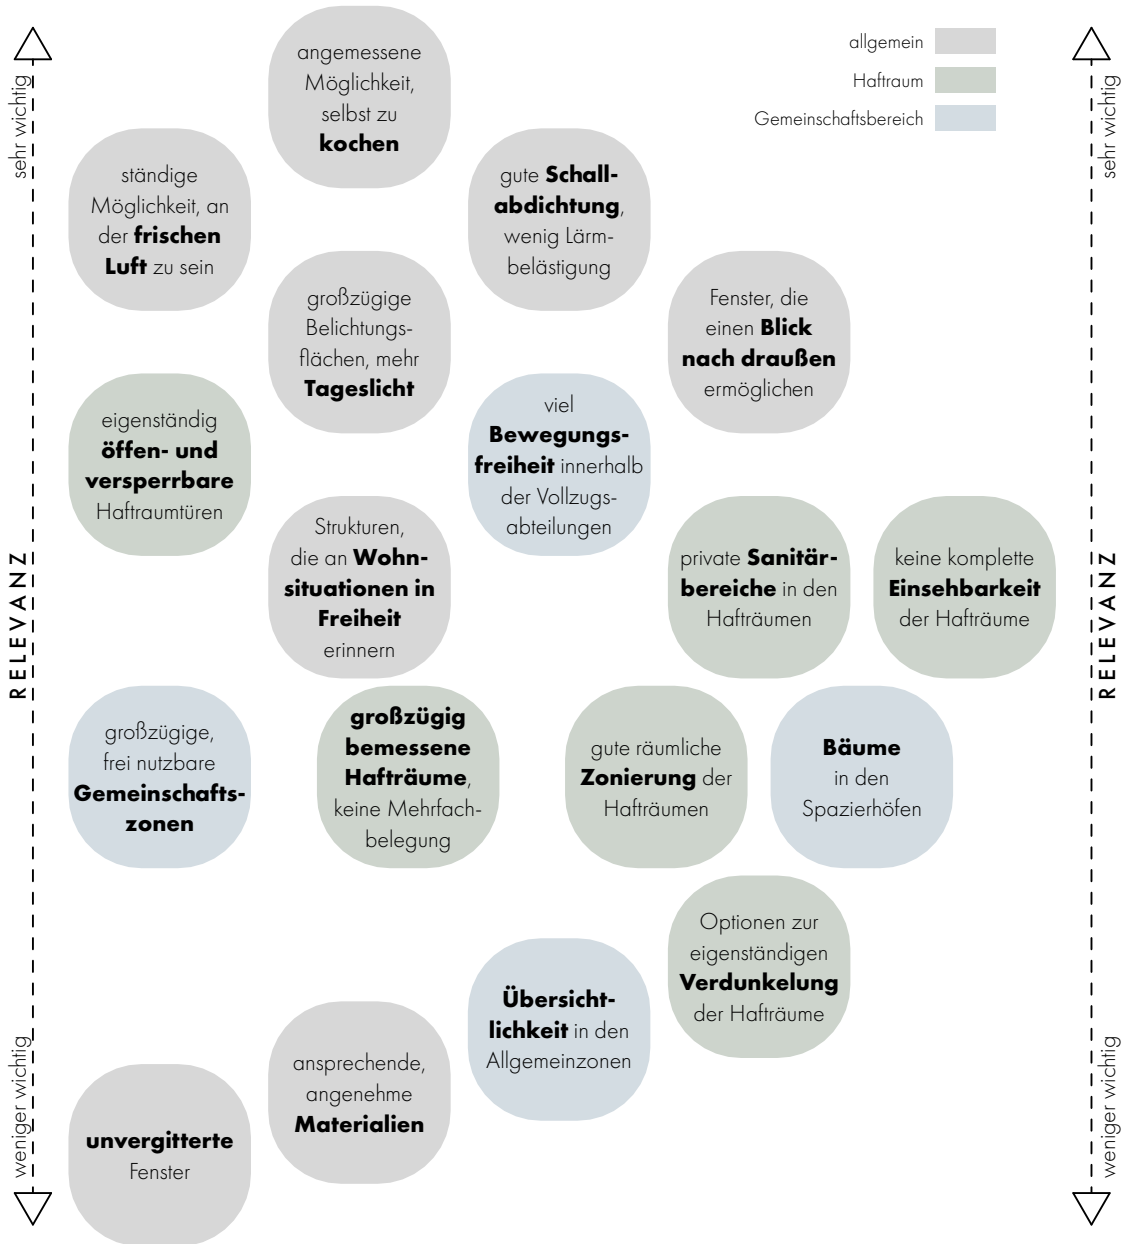 allgemein
Haftraum
Gemeinschaftsbereich
sehr wichtig
RELEVANZ
weniger wichtig
angemessene
Möglichkeit,
selbst zu
kochen
ständige
Möglichkeit, an
der frischen
Luft zu sein
gute Schall-
abdichtung,
wenig Lärm-
belästigung
großzügige
Belichtungs-
flächen, mehr
Tageslicht
Fenster, die
einen Blick
nach draußen
ermöglichen
eigenständig
öffen- und
versperrbare
Haftraumtüren
viel
Bewegungs-
freiheit innerhalb
der Vollzugs-
abteilungen
Strukturen,
die an Wohn-
situationen in
Freiheit
erinnern
private Sanitär-
bereiche in den
Hafträumen
keine komplette
Einsehbarkeit
der Hafträume
großzügige,
frei nutzbare
Gemeinschafts-
zonen
großzügig
bemessene
Hafträume,
keine Mehrfach-
belegung
gute räumliche
Zonierung der
Hafträumen
Bäume
in den
Spazierhöfen
Optionen zur
eigenständigen
Verdunkelung
der Hafträume
Übersicht-
lichkeit in den
Allgemeinzonen
ansprechende,
angenehme
Materialien
unvergitterte
Fenster
sehr wichtig
RELEVANZ
weniger wichtig